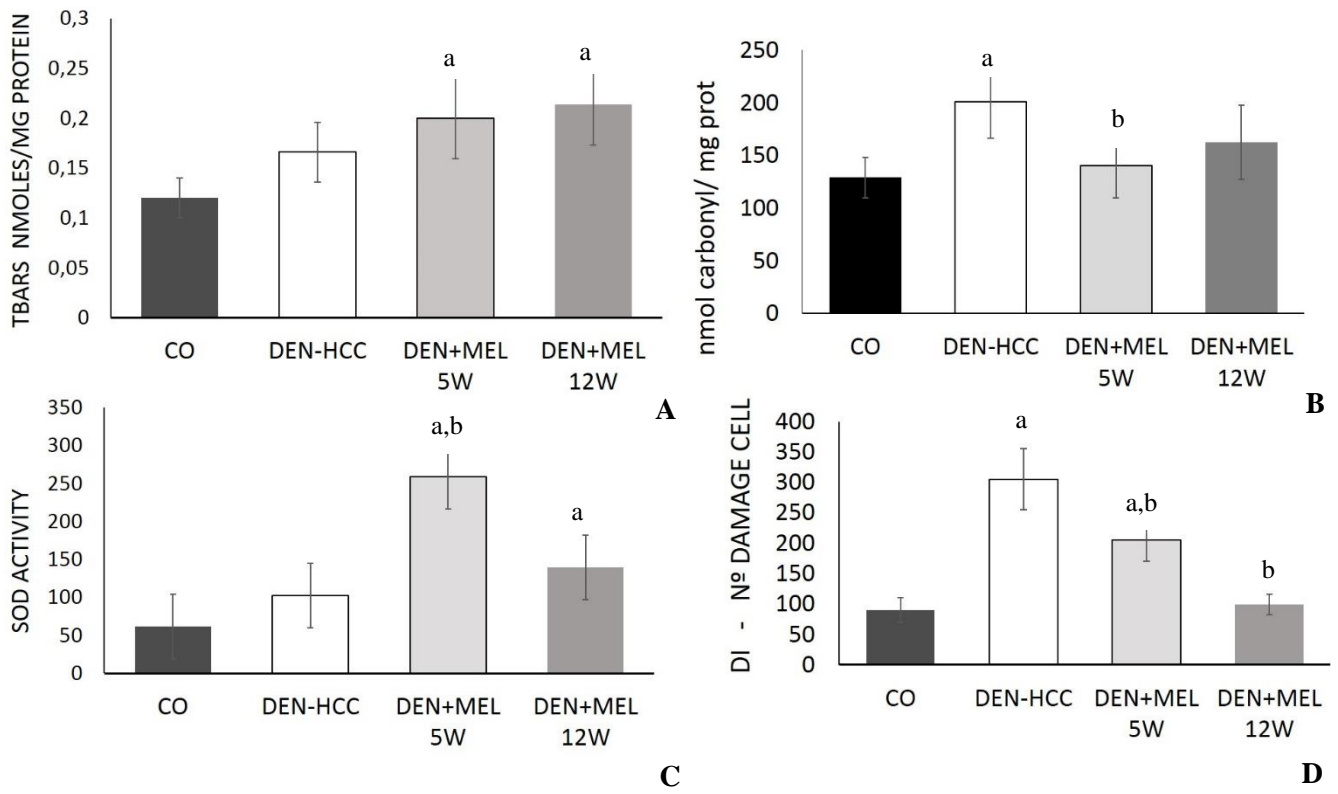 TBARS NMOLES/MG PROTEIN
0,3
0,25
0,2
0,15
0,1
0,05
0
a
a
CO
DEN-HCC
DEN+MEL
5W
DEN+MEL
12W
A
nmol carbonyl/ mg prot
250
200
150
100
50
0
a
b
CO
DEN-HCC
DEN+MEL
5W
DEN+MEL
12W
B
SOD ACTIVITY
350
300
250
200
150
100
50
0
a,b
a
CO
DEN-HCC
DEN+MEL
5W
DEN+MEL
12W
C
DI - Nº DAMAGE CELL
400
350
300
250
200
150
100
50
0
a
a,b
b
CO
DEN-HCC
DEN+MEL
5W
DEN+MEL
12W
D